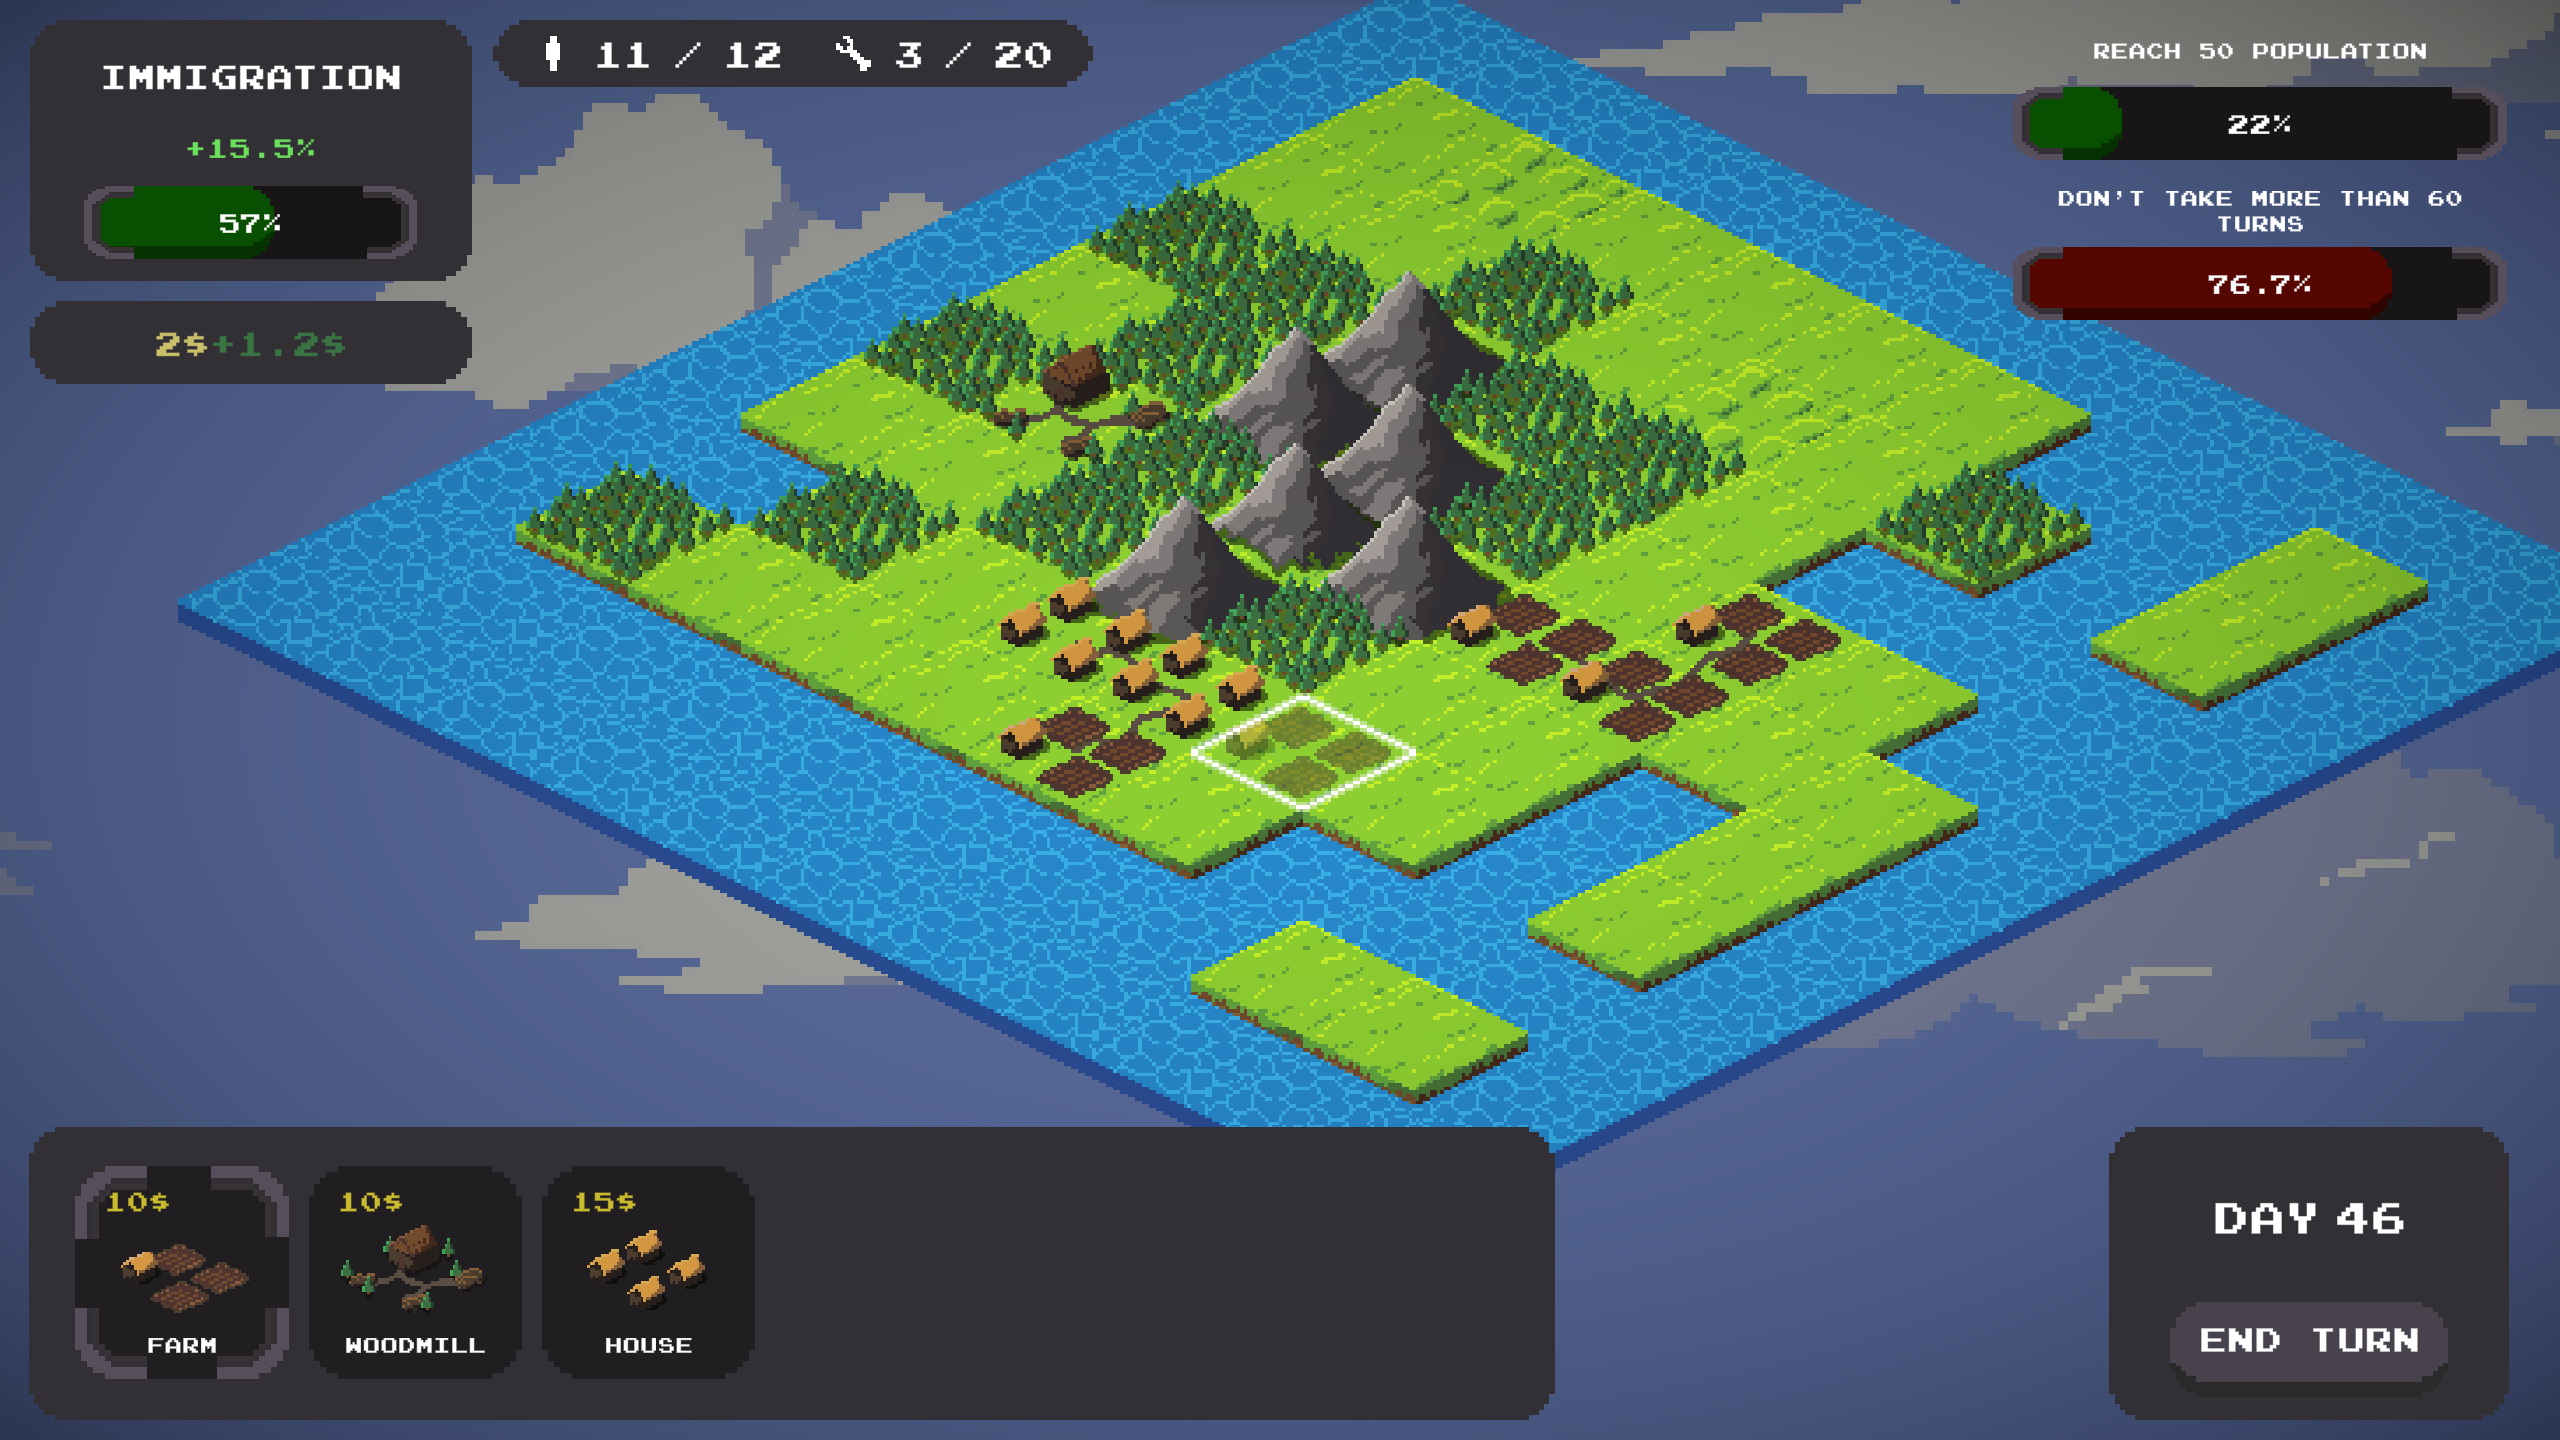 IMMIGRATION
+15.5%
57%
2$+1.2$
11 / 12 3 / 20
REACH 50 POPULATION
22%
DON'T TAKE MORE THAN 60
TURNS
76.7%
10$
FARM
10$
WOODMILL
15$
HOUSE
DAY 46
END TURN